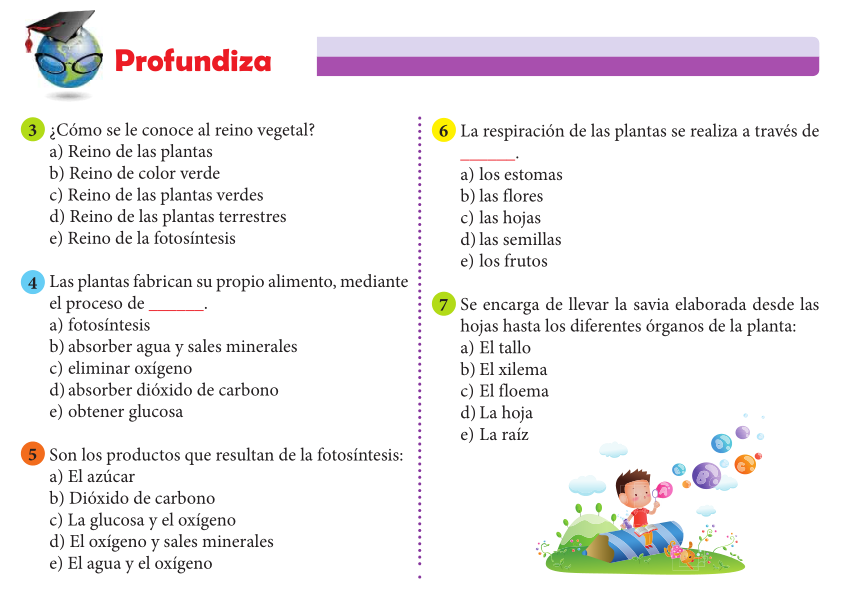 Profundiza
3 ¿Cómo se le conoce al reino vegetal?
a) Reino de las plantas
b) Reino de color verde
c) Reino de las plantas verdes
d) Reino de las plantas terrestres
e) Reino de la fotosíntesis
4 Las plantas fabrican su propio alimento, mediante
el proceso de ______.
a) fotosíntesis
b) absorber agua y sales minerales
c) eliminar oxígeno
d) absorber dióxido de carbono
e) obtener glucosa
5 Son los productos que resultan de la fotosíntesis:
a) El azúcar
b) Dióxido de carbono
c) La glucosa y el oxígeno
d) El oxígeno y sales minerales
e) El agua y el oxígeno
6 La respiración de las plantas se realiza a través de
______.
a) los estomas
b) las flores
c) las hojas
d) las semillas
e) los frutos
7 Se encarga de llevar la savia elaborada desde las
hojas hasta los diferentes órganos de la planta:
a) El tallo
b) El xilema
c) El floema
d) La hoja
e) La raíz